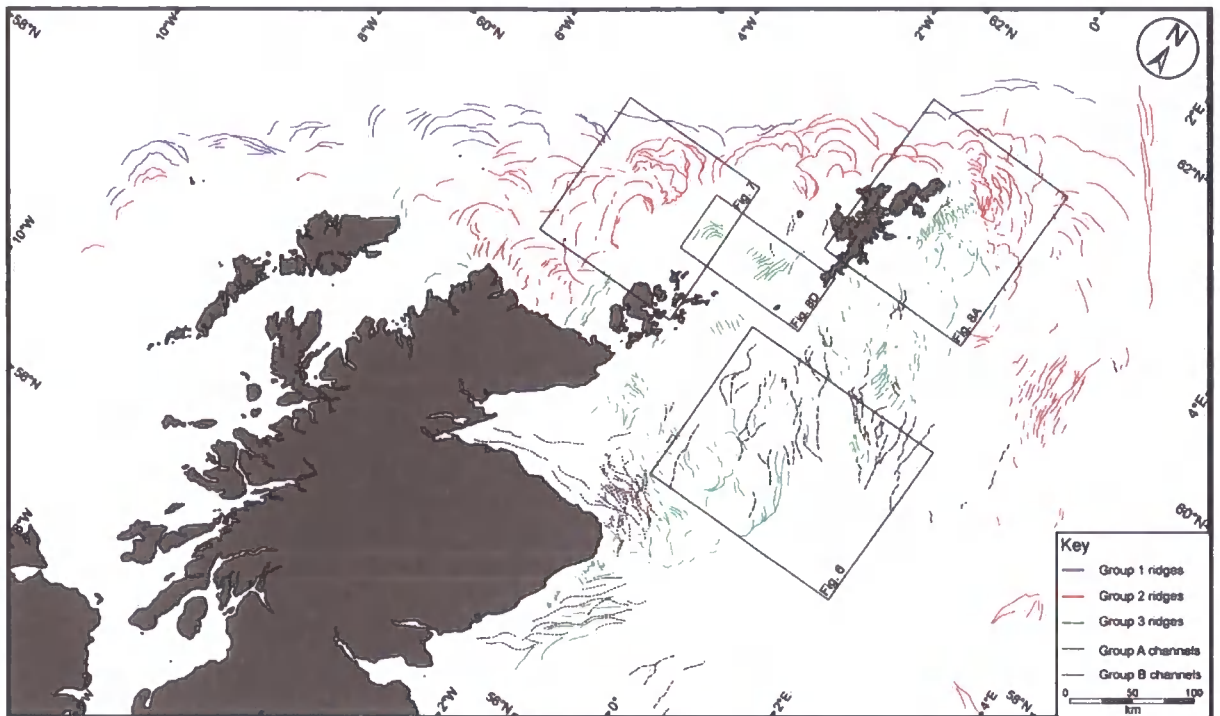 58°N
10°W
8°W
60°N
6°W
4°W
2°W
62°N
0°
N
2°E
62°N
Fig. 7
10°W
Fig. 8D
Fig. 8A
58°N
4°E
60°N
8°W
Fig. 6
Key
Group 1 ridges
Group 2 ridges
Group 3 ridges
Group A channels
Group B channels
0 50 100
km
2°W
58°N
0°
2°E
4°E
58°N